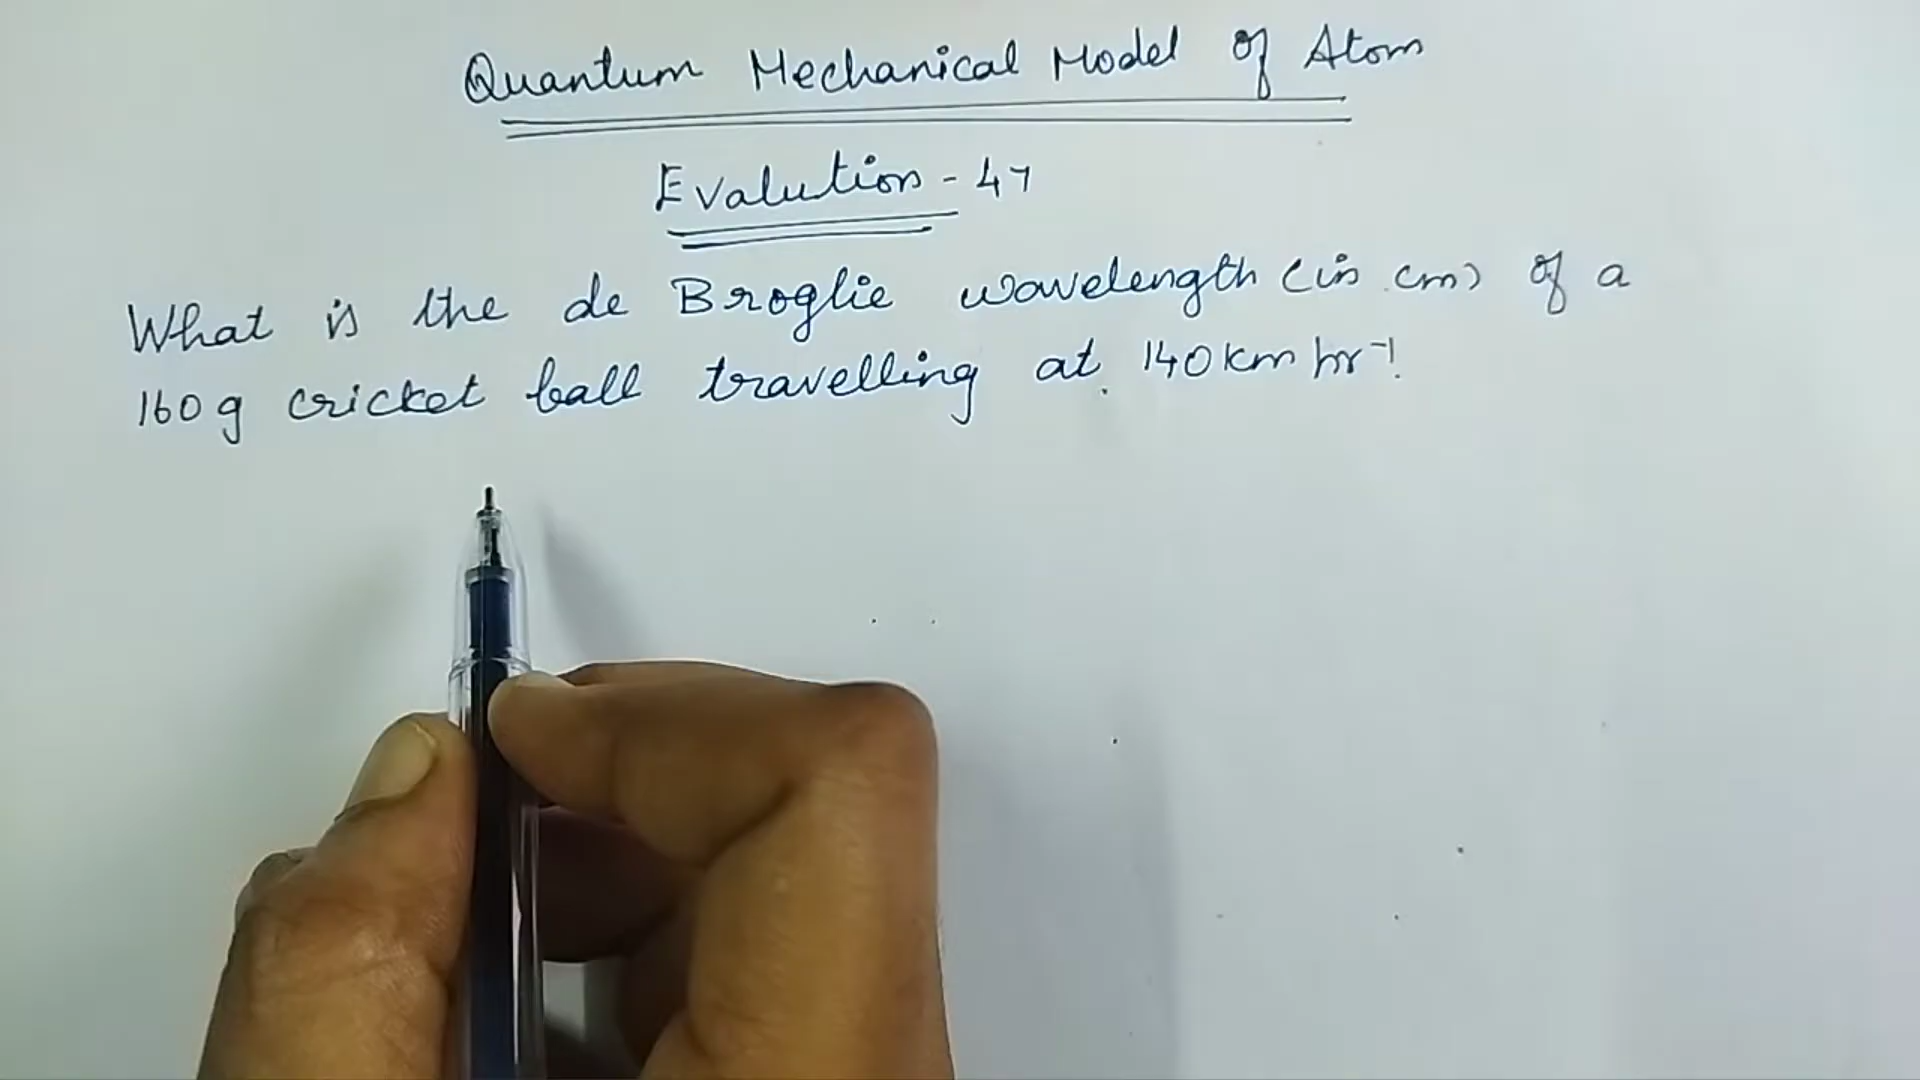 Quantum Mechanical Model of Atom
Evalution - 47
What is the de Broglie wavelength (in cm) of a
160g cricket ball travelling at 140 km hr⁻¹.